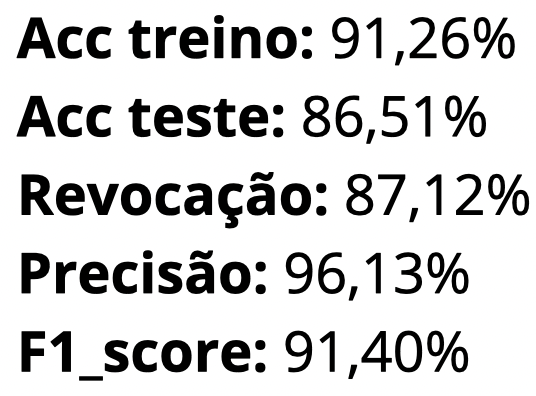 Acc treino: 91,26%
Acc teste: 86,51%
Revocação: 87,12%
Precisão: 96,13%
F1_score: 91,40%